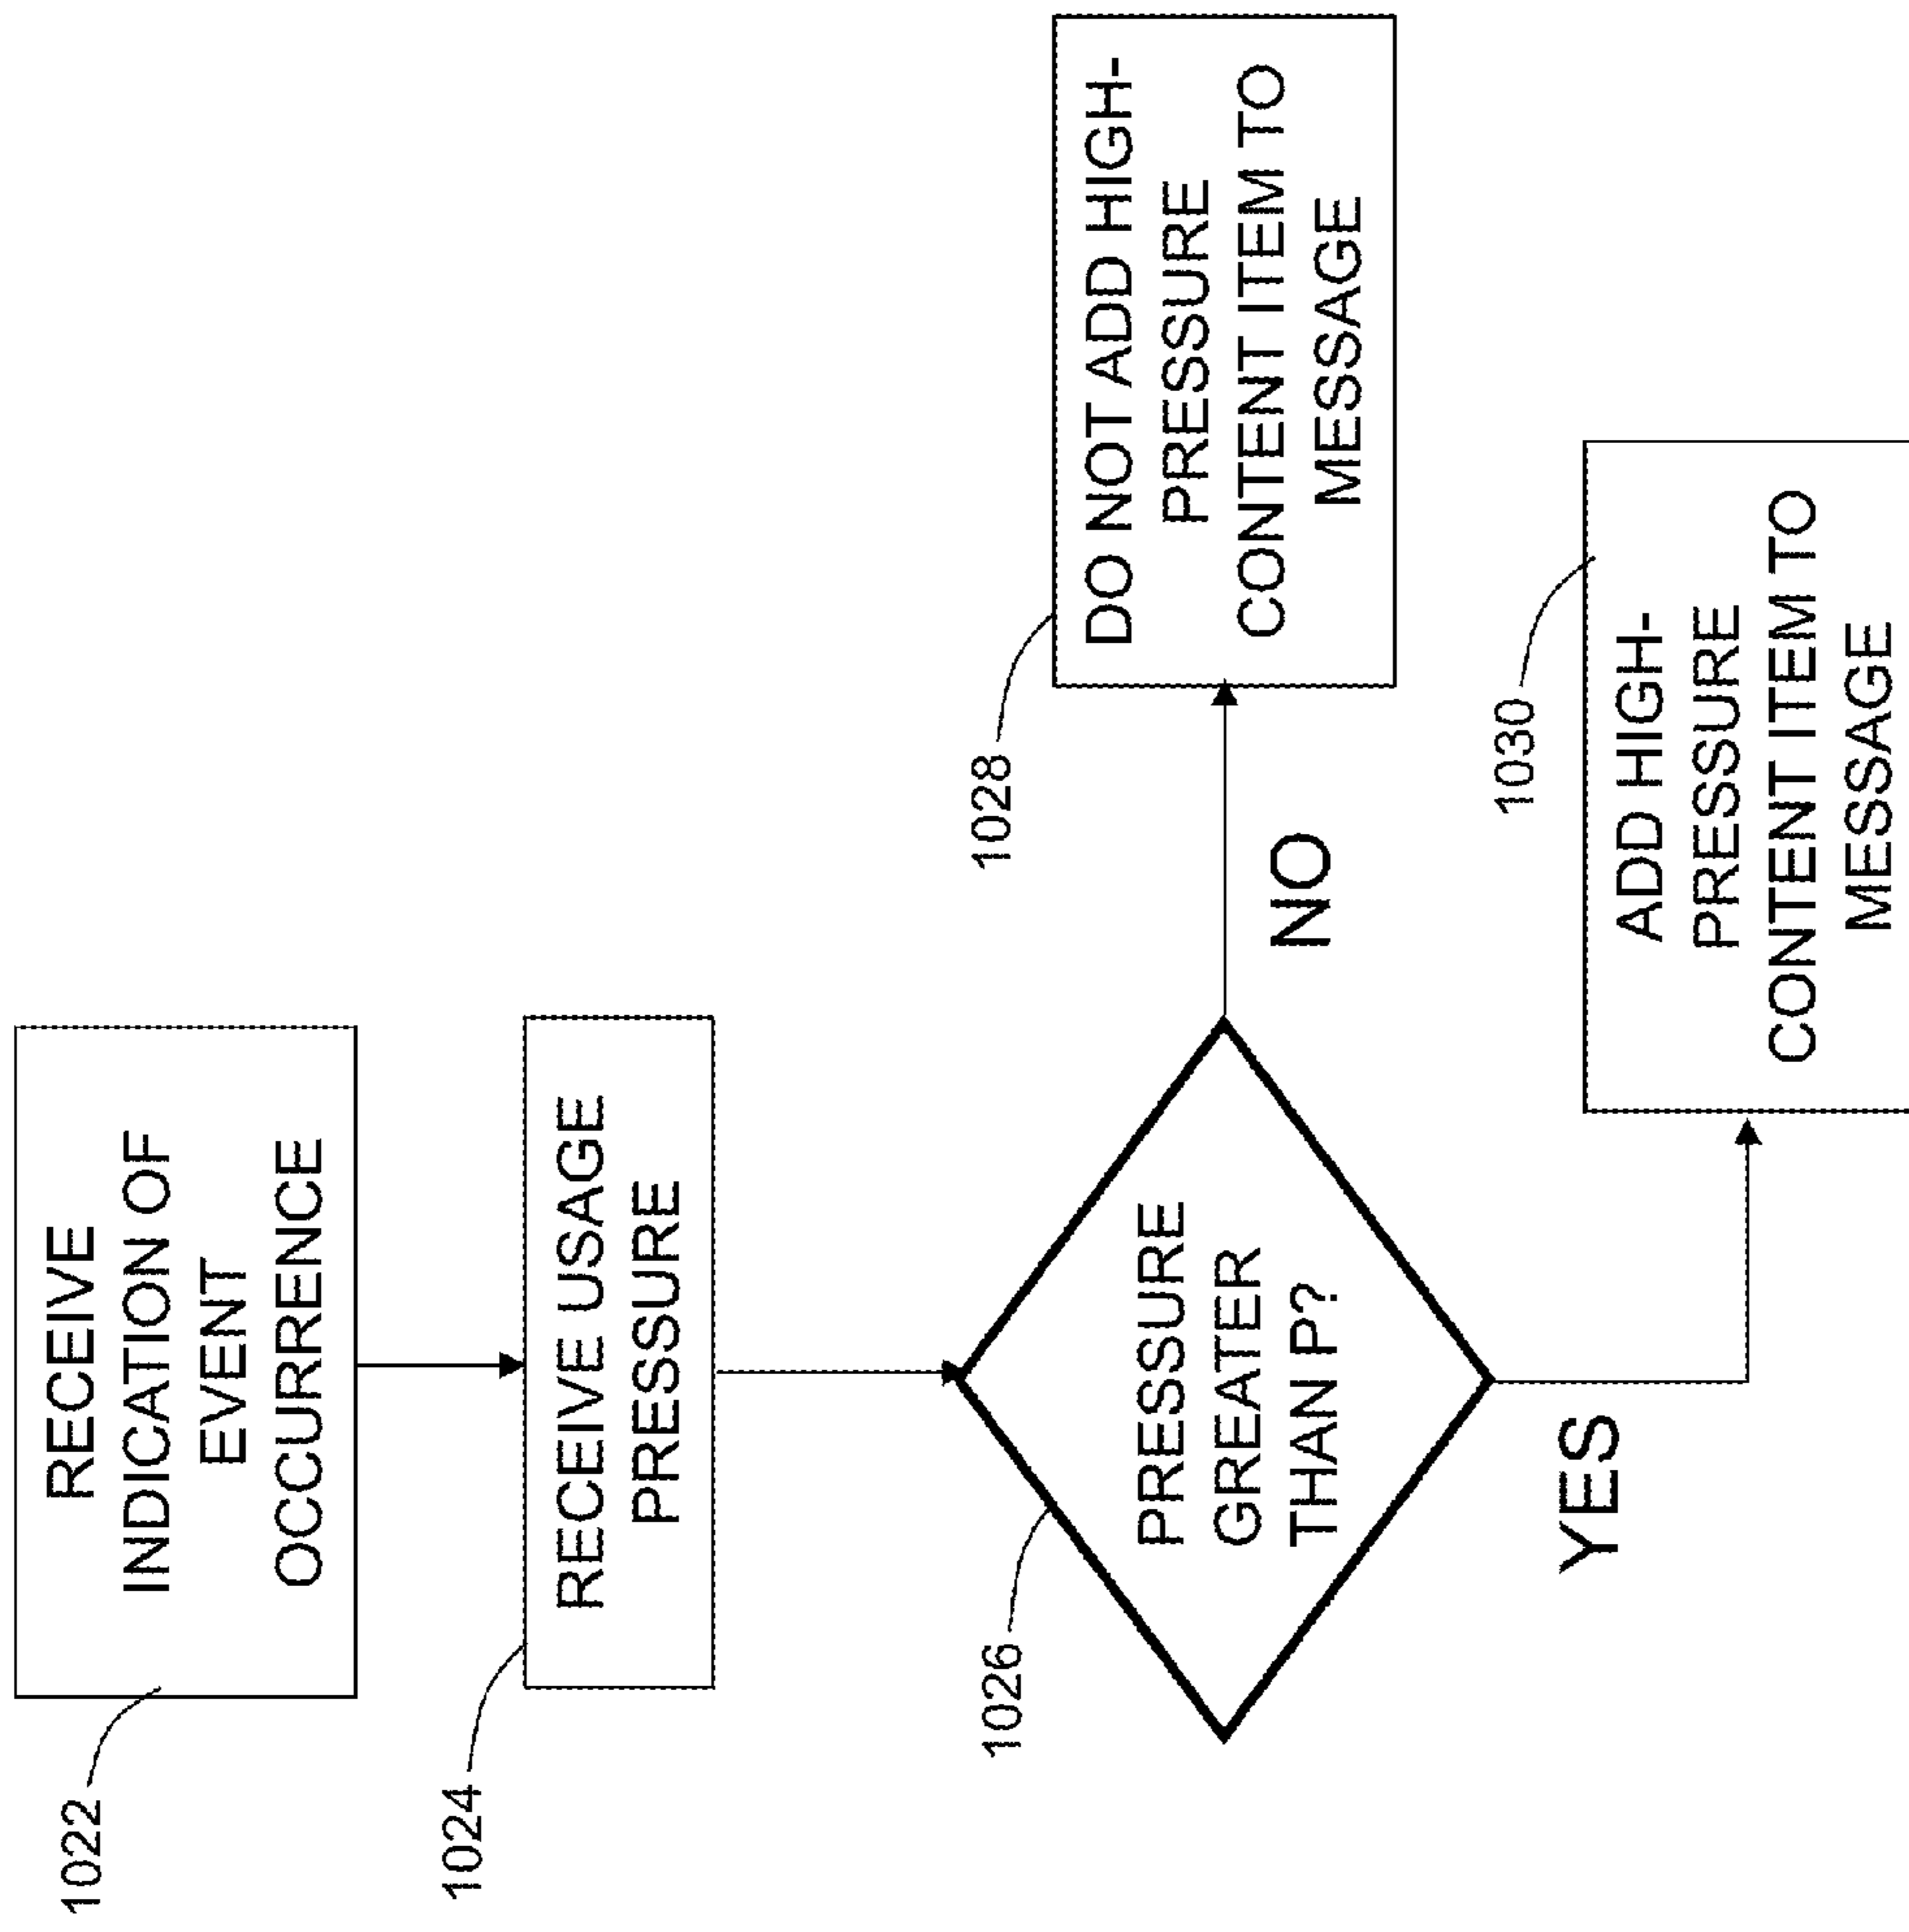 1022
RECEIVE
INDICATION OF
EVENT
OCCURRENCE
1024
RECEIVE USAGE
PRESSURE
1026
PRESSURE
GREATER
THAN P?
NO
1028
DO NOT ADD HIGH-
PRESSURE
CONTENT ITEM TO
MESSAGE
YES
1030
ADD HIGH-
PRESSURE
CONTENT ITEM TO
MESSAGE